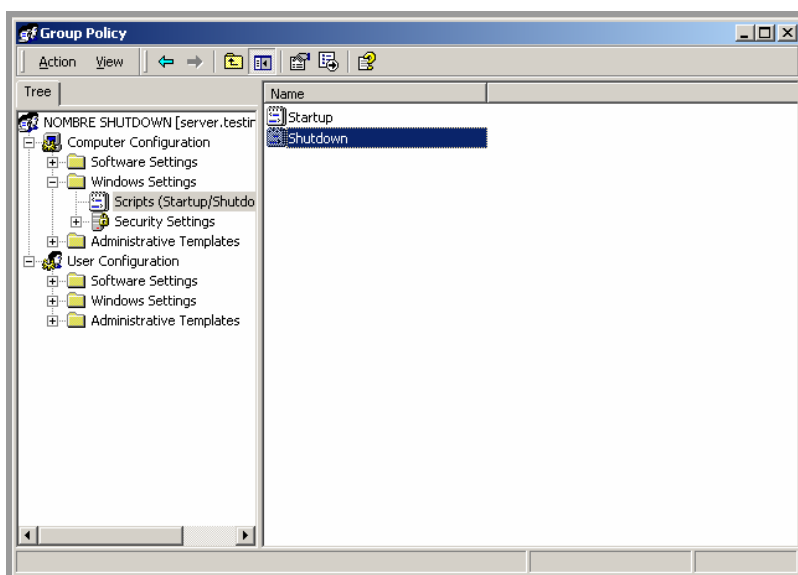 Group Policy
Action View
Tree
Name
NOMBRE SHUTDOWN [server.testin
Computer Configuration
Software Settings
Windows Settings
Scripts (Startup/Shutdo
Security Settings
Administrative Templates
User Configuration
Software Settings
Windows Settings
Administrative Templates
Startup
Shutdown